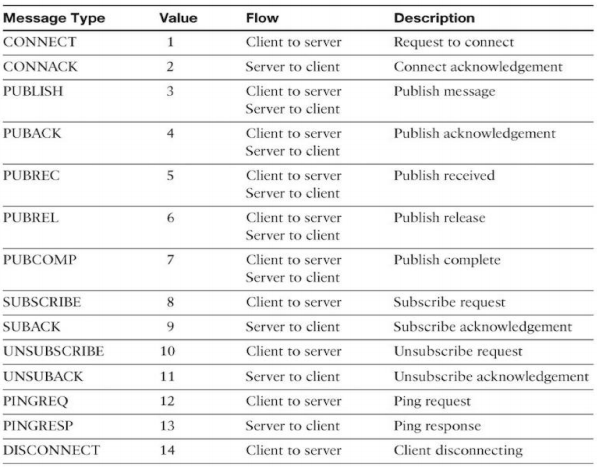 Message Type Value Flow Description
CONNECT 1 Client to server Request to connect
CONNACK 2 Server to client Connect acknowledgement
PUBLISH 3 Client to server Publish message
Server to client
PUBACK 4 Client to server Publish acknowledgement
Server to client
PUBREC 5 Client to server Publish received
Server to client
PUBREL 6 Client to server Publish release
Server to client
PUBCOMP 7 Client to server Publish complete
Server to client
SUBSCRIBE 8 Client to server Subscribe request
SUBACK 9 Server to client Subscribe acknowledgement
UNSUBSCRIBE 10 Client to server Unsubscribe request
UNSUBACK 11 Server to client Unsubscribe acknowledgement
PINGREQ 12 Client to server Ping request
PINGRESP 13 Server to client Ping response
DISCONNECT 14 Client to server Client disconnecting